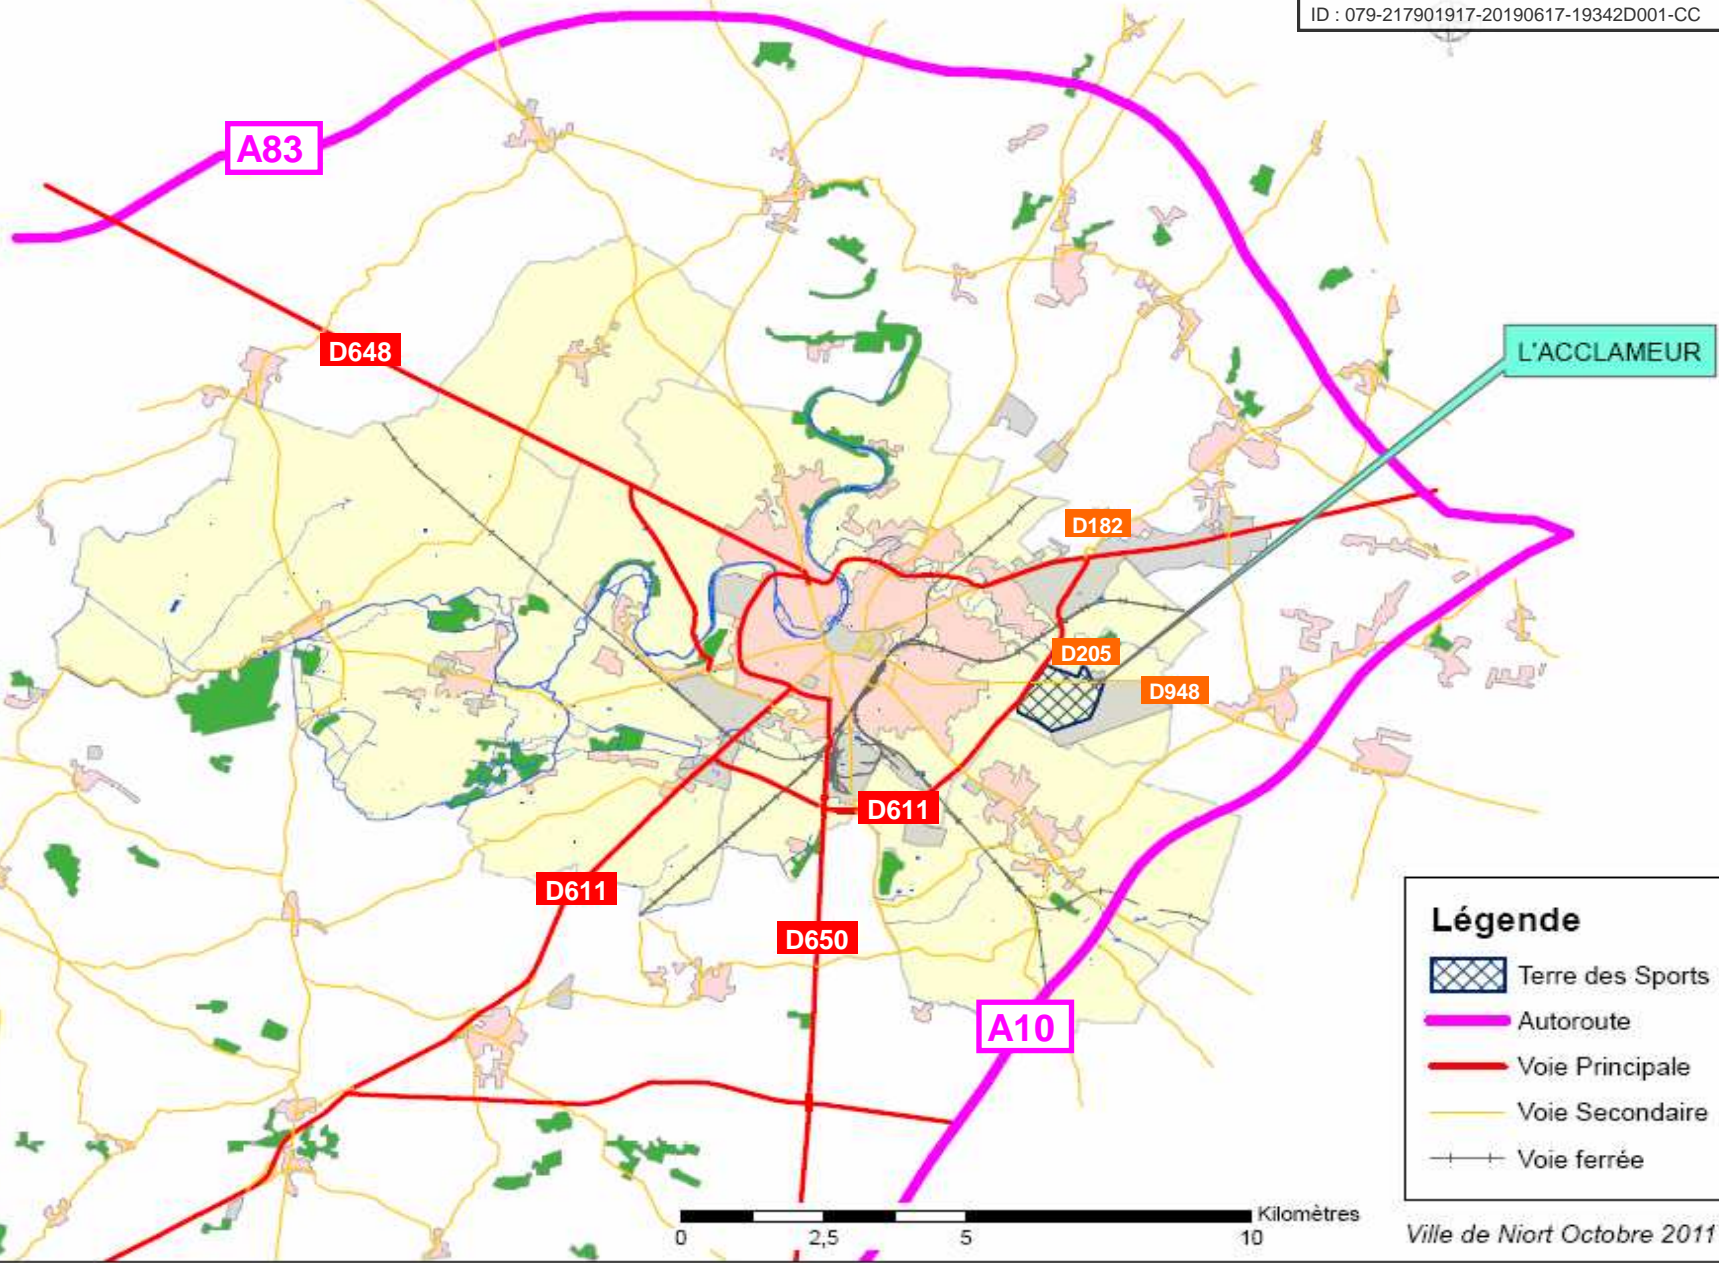 ID : 079-217901917-20190617-19342D001-CC
A83
D648
L'ACCLAMEUR
D182
D205
D948
D611
D611
D650
A10
Légende
Terre des Sports
Autoroute
Voie Principale
Voie Secondaire
Voie ferrée
Kilomètres
0 2,5 5 10
Ville de Niort Octobre 2011